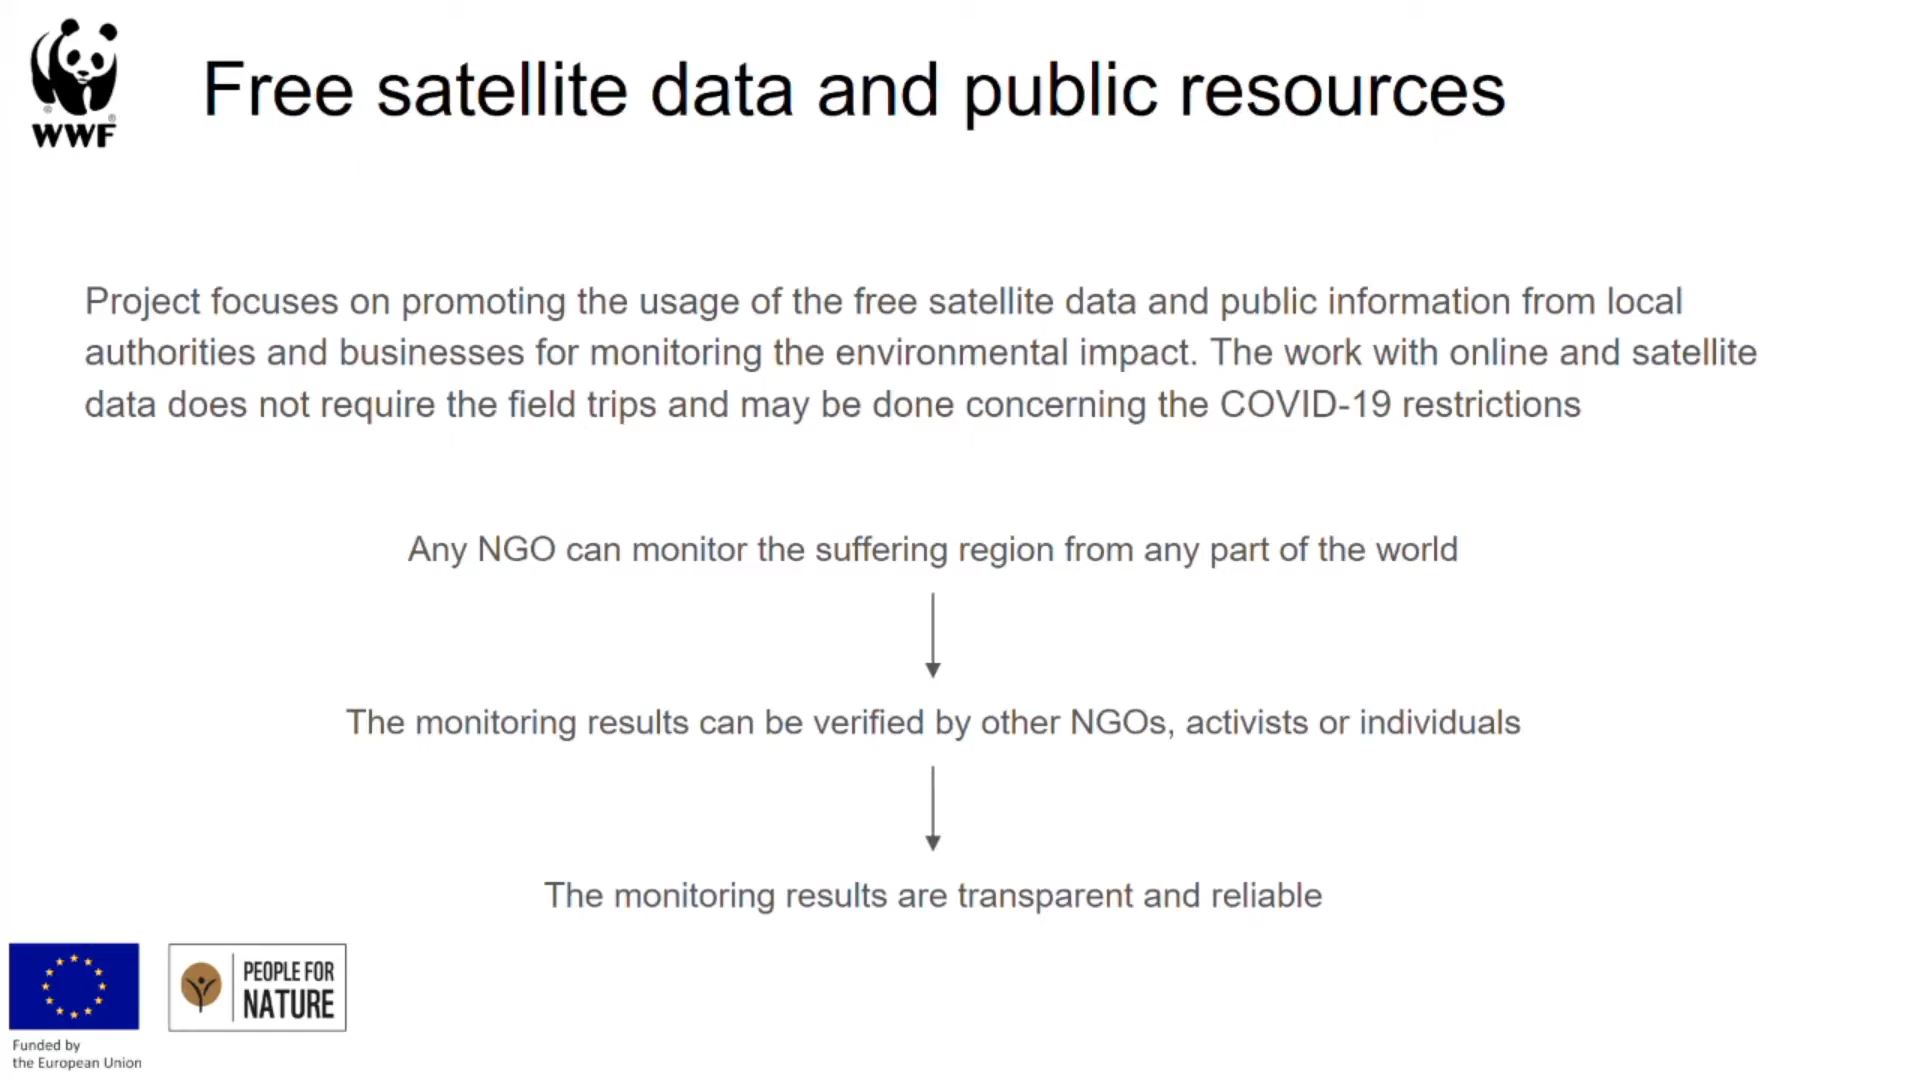 WWF
Free satellite data and public resources
Project focuses on promoting the usage of the free satellite data and public information from local
authorities and businesses for monitoring the environmental impact. The work with online and satellite
data does not require the field trips and may be done concerning the COVID-19 restrictions
Any NGO can monitor the suffering region from any part of the world
The monitoring results can be verified by other NGOs, activists or individuals
The monitoring results are transparent and reliable
PEOPLE FOR
NATURE
Funded by
the European Union